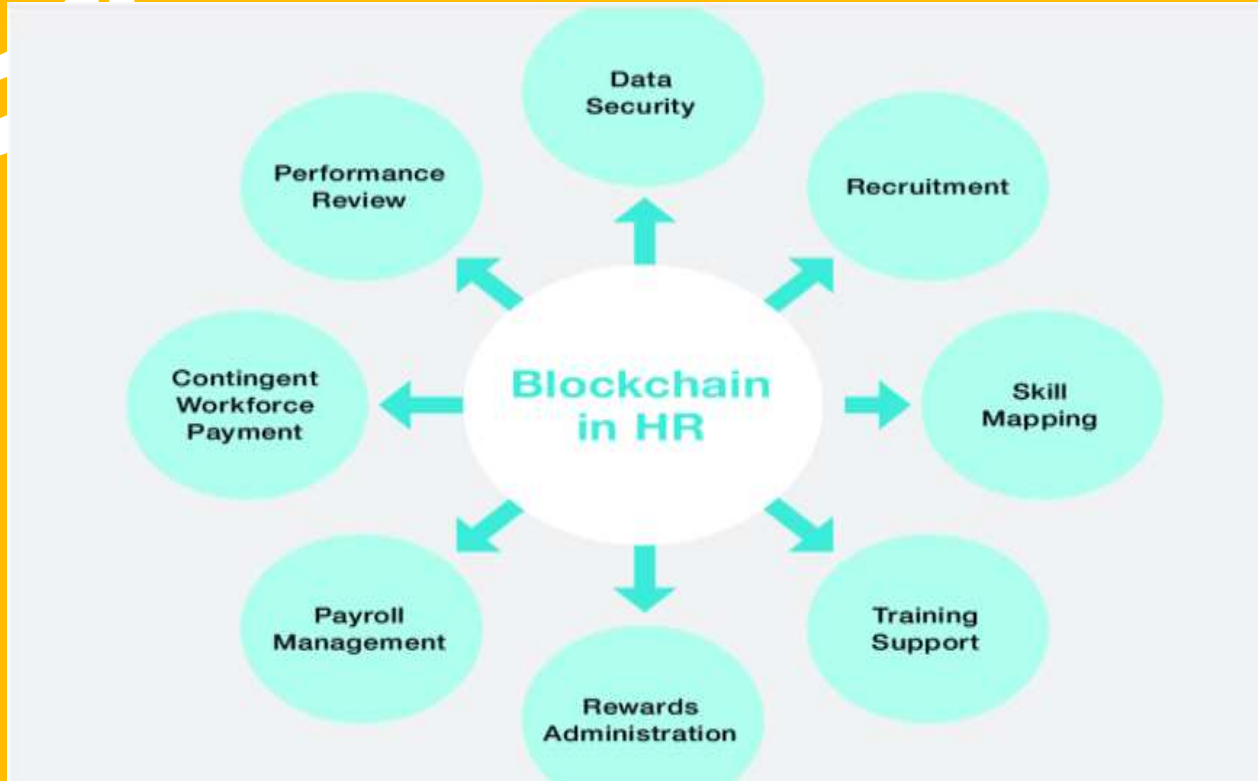 Data
Security
Performance
Review
Recruitment
Contingent
Workforce
Payment
Blockchain
in HR
Skill
Mapping
Payroll
Management
Training
Support
Rewards
Administration